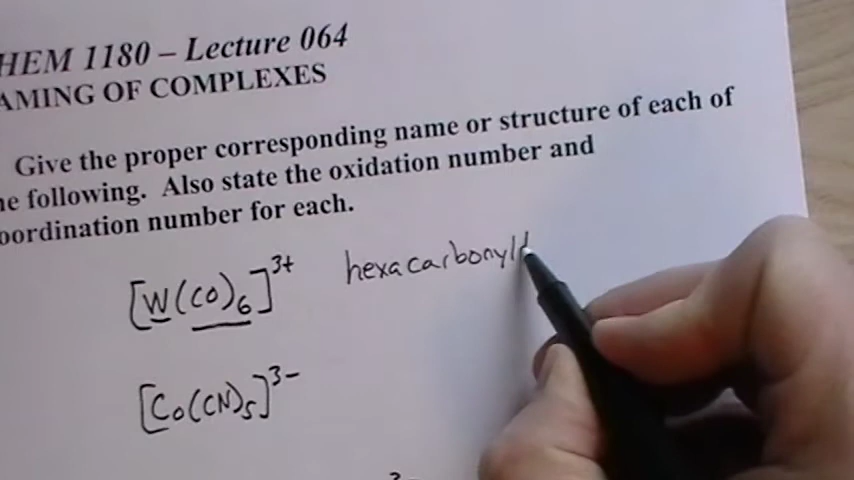 HEM 1180 – Lecture 064
AMING OF COMPLEXES
Give the proper corresponding name or structure of each of
he following. Also state the oxidation number and
oordination number for each.
[W(CO)6]3+ hexacarbonyl
[Co(CN)5]3−